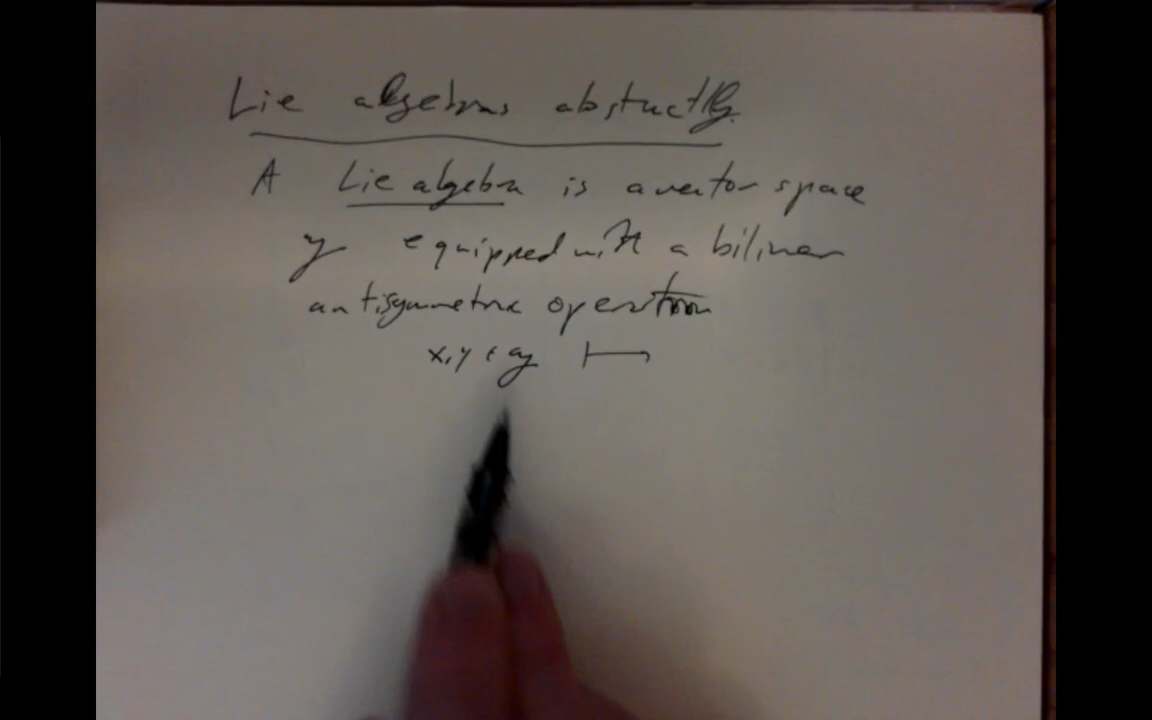 Lie algebras abstractly.
A Lie algebra is a vector space
𝔤 equipped with a bilinear
antisymmetric operation
x, y ∈ 𝔤 ↦